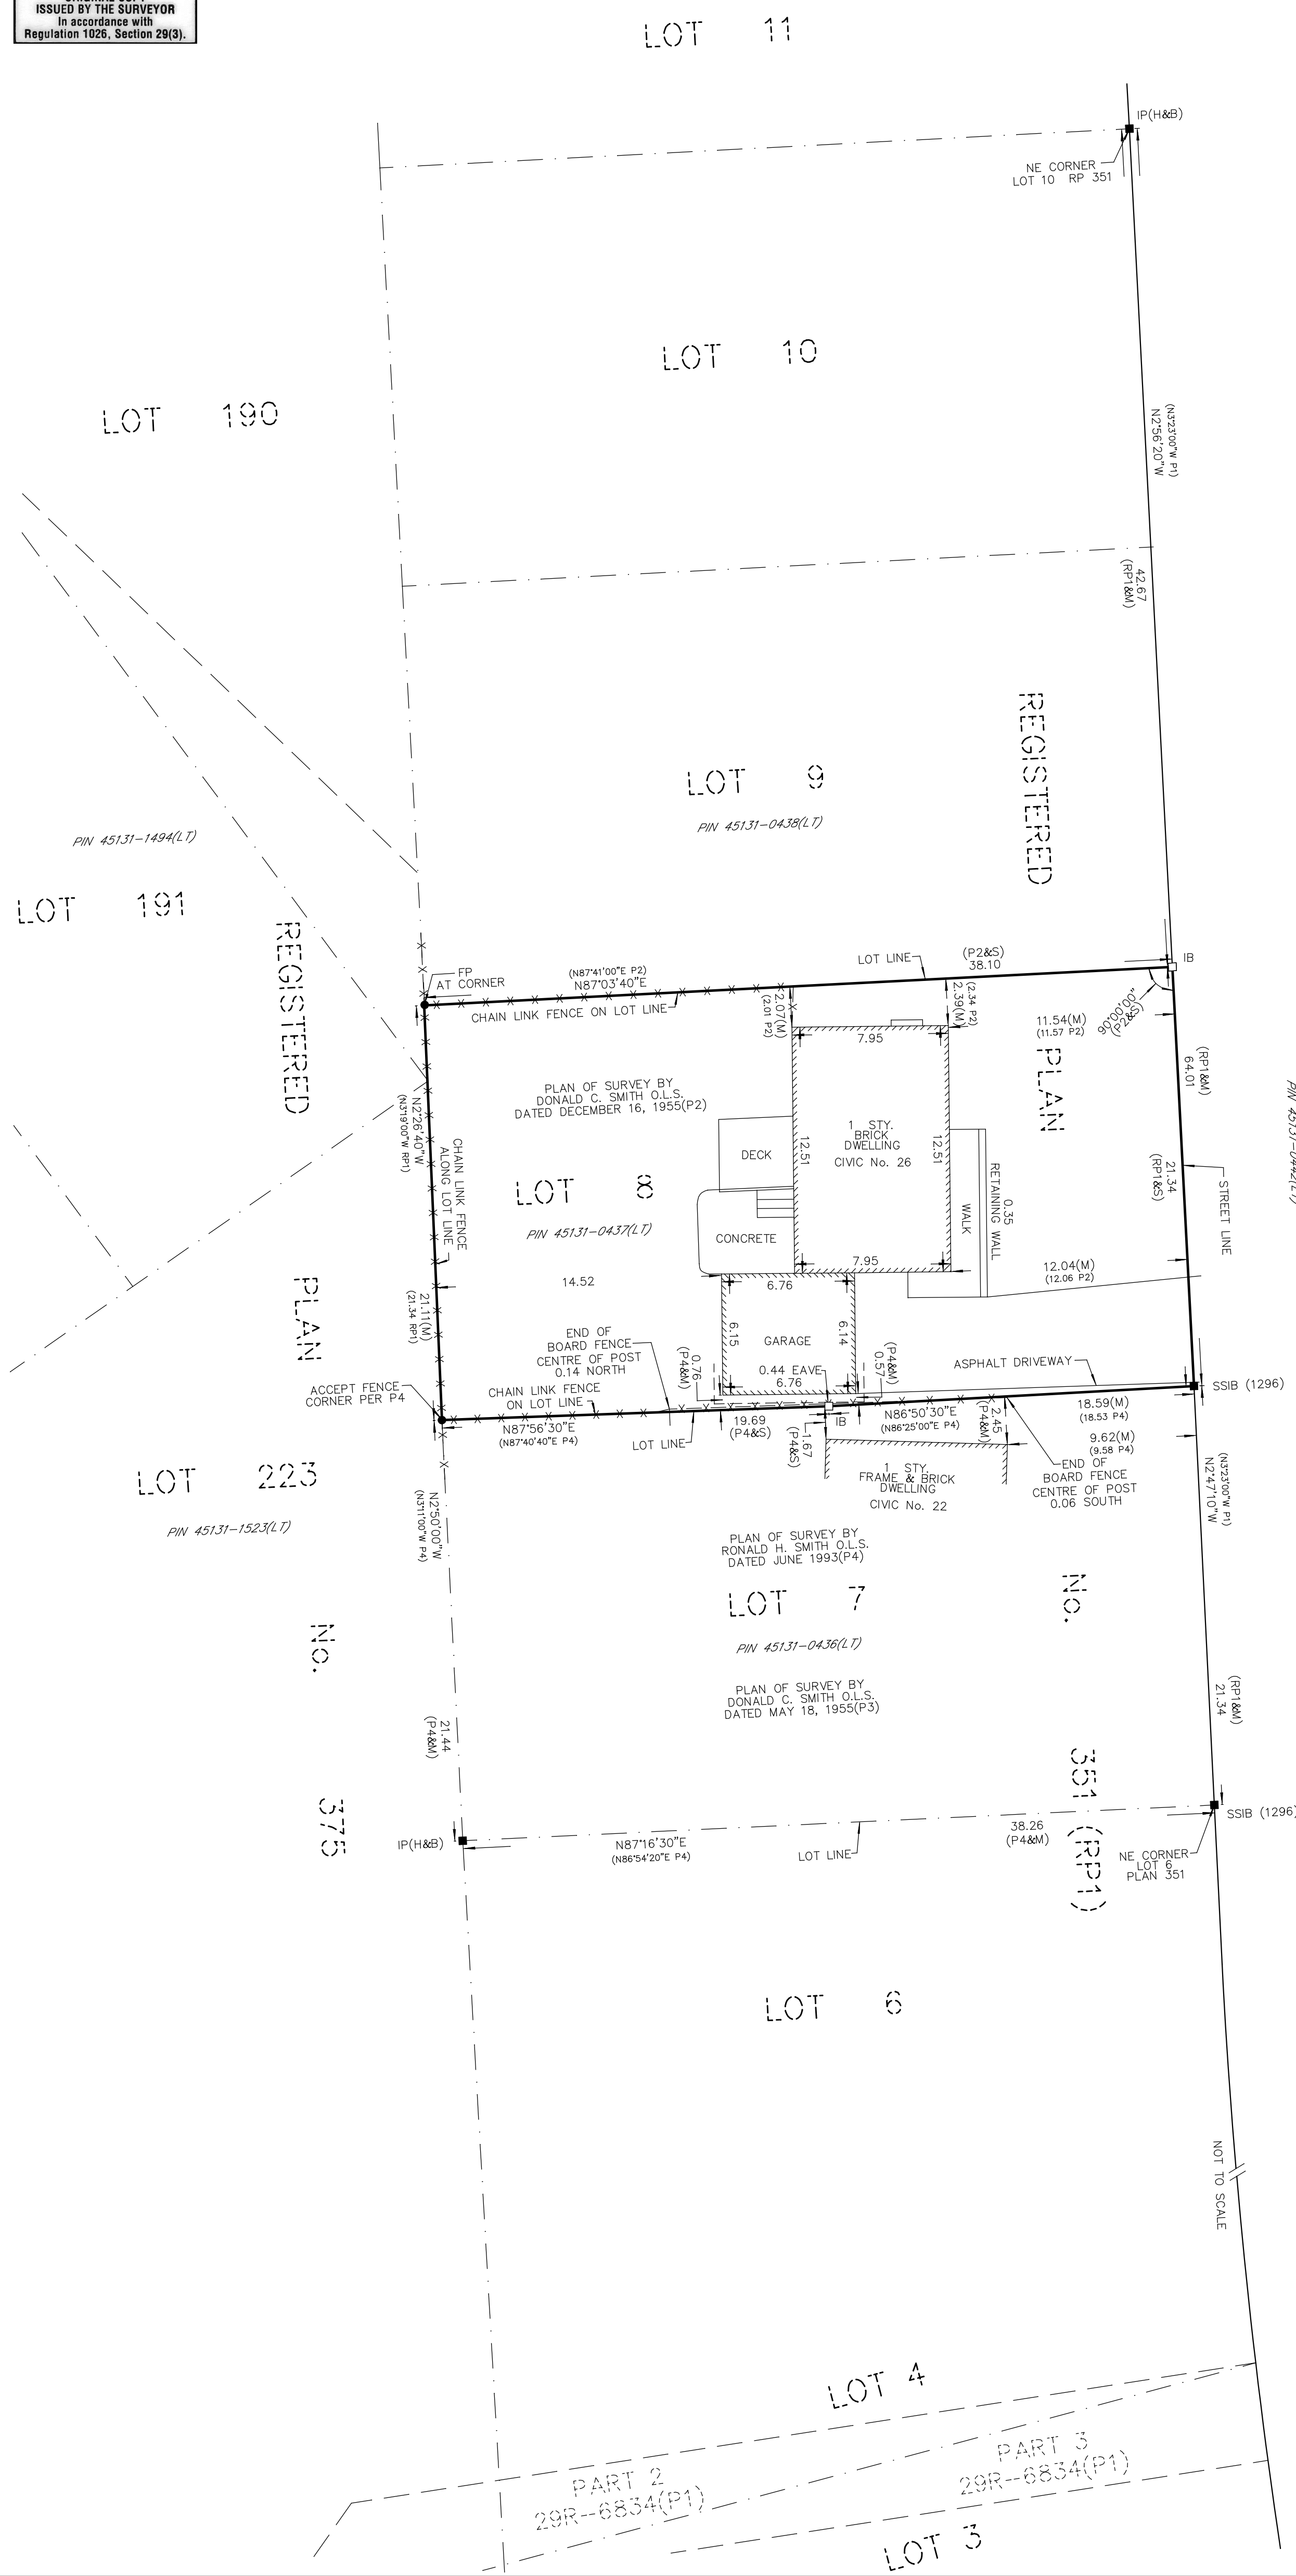 ISSUED BY THE SURVEYOR
In accordance with
Regulation 1026, Section 29(3).
LOT 11
IP(H&B)
NE CORNER
LOT 10 RP 351
LOT 10
LOT 190
(N3°23'00"W P1)
N2°56'20"W
42.67
(RP1&M)
REGISTERED
LOT 9
PIN 45131-0438(LT)
PIN 45131-1494(LT)
LOT 191
REGISTERED
FP
AT CORNER
(N87°41'00"E P2)
N87°03'40"E
CHAIN LINK FENCE ON LOT LINE
LOT LINE
(P2&S)
38.10
IB
2.07(M)
(2.01 P2)
(2.34 P2)
2.39(M)
11.54(M)
(11.57 P2)
90°00'00"
(P2&S)
7.95
PLAN
(RP1&M)
64.01
PIN 45131-0442(LT)
PLAN OF SURVEY BY
DONALD C. SMITH O.L.S.
DATED DECEMBER 16, 1955(P2)
N2°26'40"W
(N3°19'00"W RP1)
CHAIN LINK FENCE
ALONG LOT LINE
1 STY.
BRICK
DWELLING
CIVIC No. 26
12.51
12.51
DECK
LOT 8
PIN 45131-0437(LT)
CONCRETE
WALK
0.35
RETAINING WALL
21.34
(RP1&S)
STREET LINE
7.95
12.04(M)
(12.06 P2)
14.52
6.76
21.11(M)
(21.34 RP1)
PLAN
6.15
6.14
GARAGE
END OF
BOARD FENCE
CENTRE OF POST
0.14 NORTH
0.76
(P4&M)
0.44 EAVE
6.76
(P4&M)
0.57
ASPHALT DRIVEWAY
ACCEPT FENCE
CORNER PER P4
CHAIN LINK FENCE
ON LOT LINE
SSIB (1296)
N87°56'30"E
(N87°40'40"E P4)
LOT LINE
19.69
(P4&S)
IB
1.67
(P4&S)
N86°50'30"E
(N86°25'00"E P4)
2.45
(P4&M)
18.59(M)
(18.53 P4)
9.62(M)
(9.58 P4)
END OF
BOARD FENCE
CENTRE OF POST
0.06 SOUTH
1 STY.
FRAME & BRICK
DWELLING
CIVIC No. 22
LOT 223
PIN 45131-1523(LT)
N2°50'00"W
(N3°11'00"W P4)
(N3°23'00"W P1)
N2°47'10"W
PLAN OF SURVEY BY
RONALD H. SMITH O.L.S.
DATED JUNE 1993(P4)
LOT 7
No.
PIN 45131-0436(LT)
No.
PLAN OF SURVEY BY
DONALD C. SMITH O.L.S.
DATED MAY 18, 1955(P3)
(RP1&M)
21.34
21.44
(P4&M)
351 (RP1)
375
IP(H&B)
N87°16'30"E
(N86°54'20"E P4)
LOT LINE
38.26
(P4&M)
SSIB (1296)
NE CORNER
LOT 6
PLAN 351
LOT 6
NOT TO SCALE
LOT 4
PART 2
29R-6834(P1)
PART 3
29R-6834(P1)
LOT 3